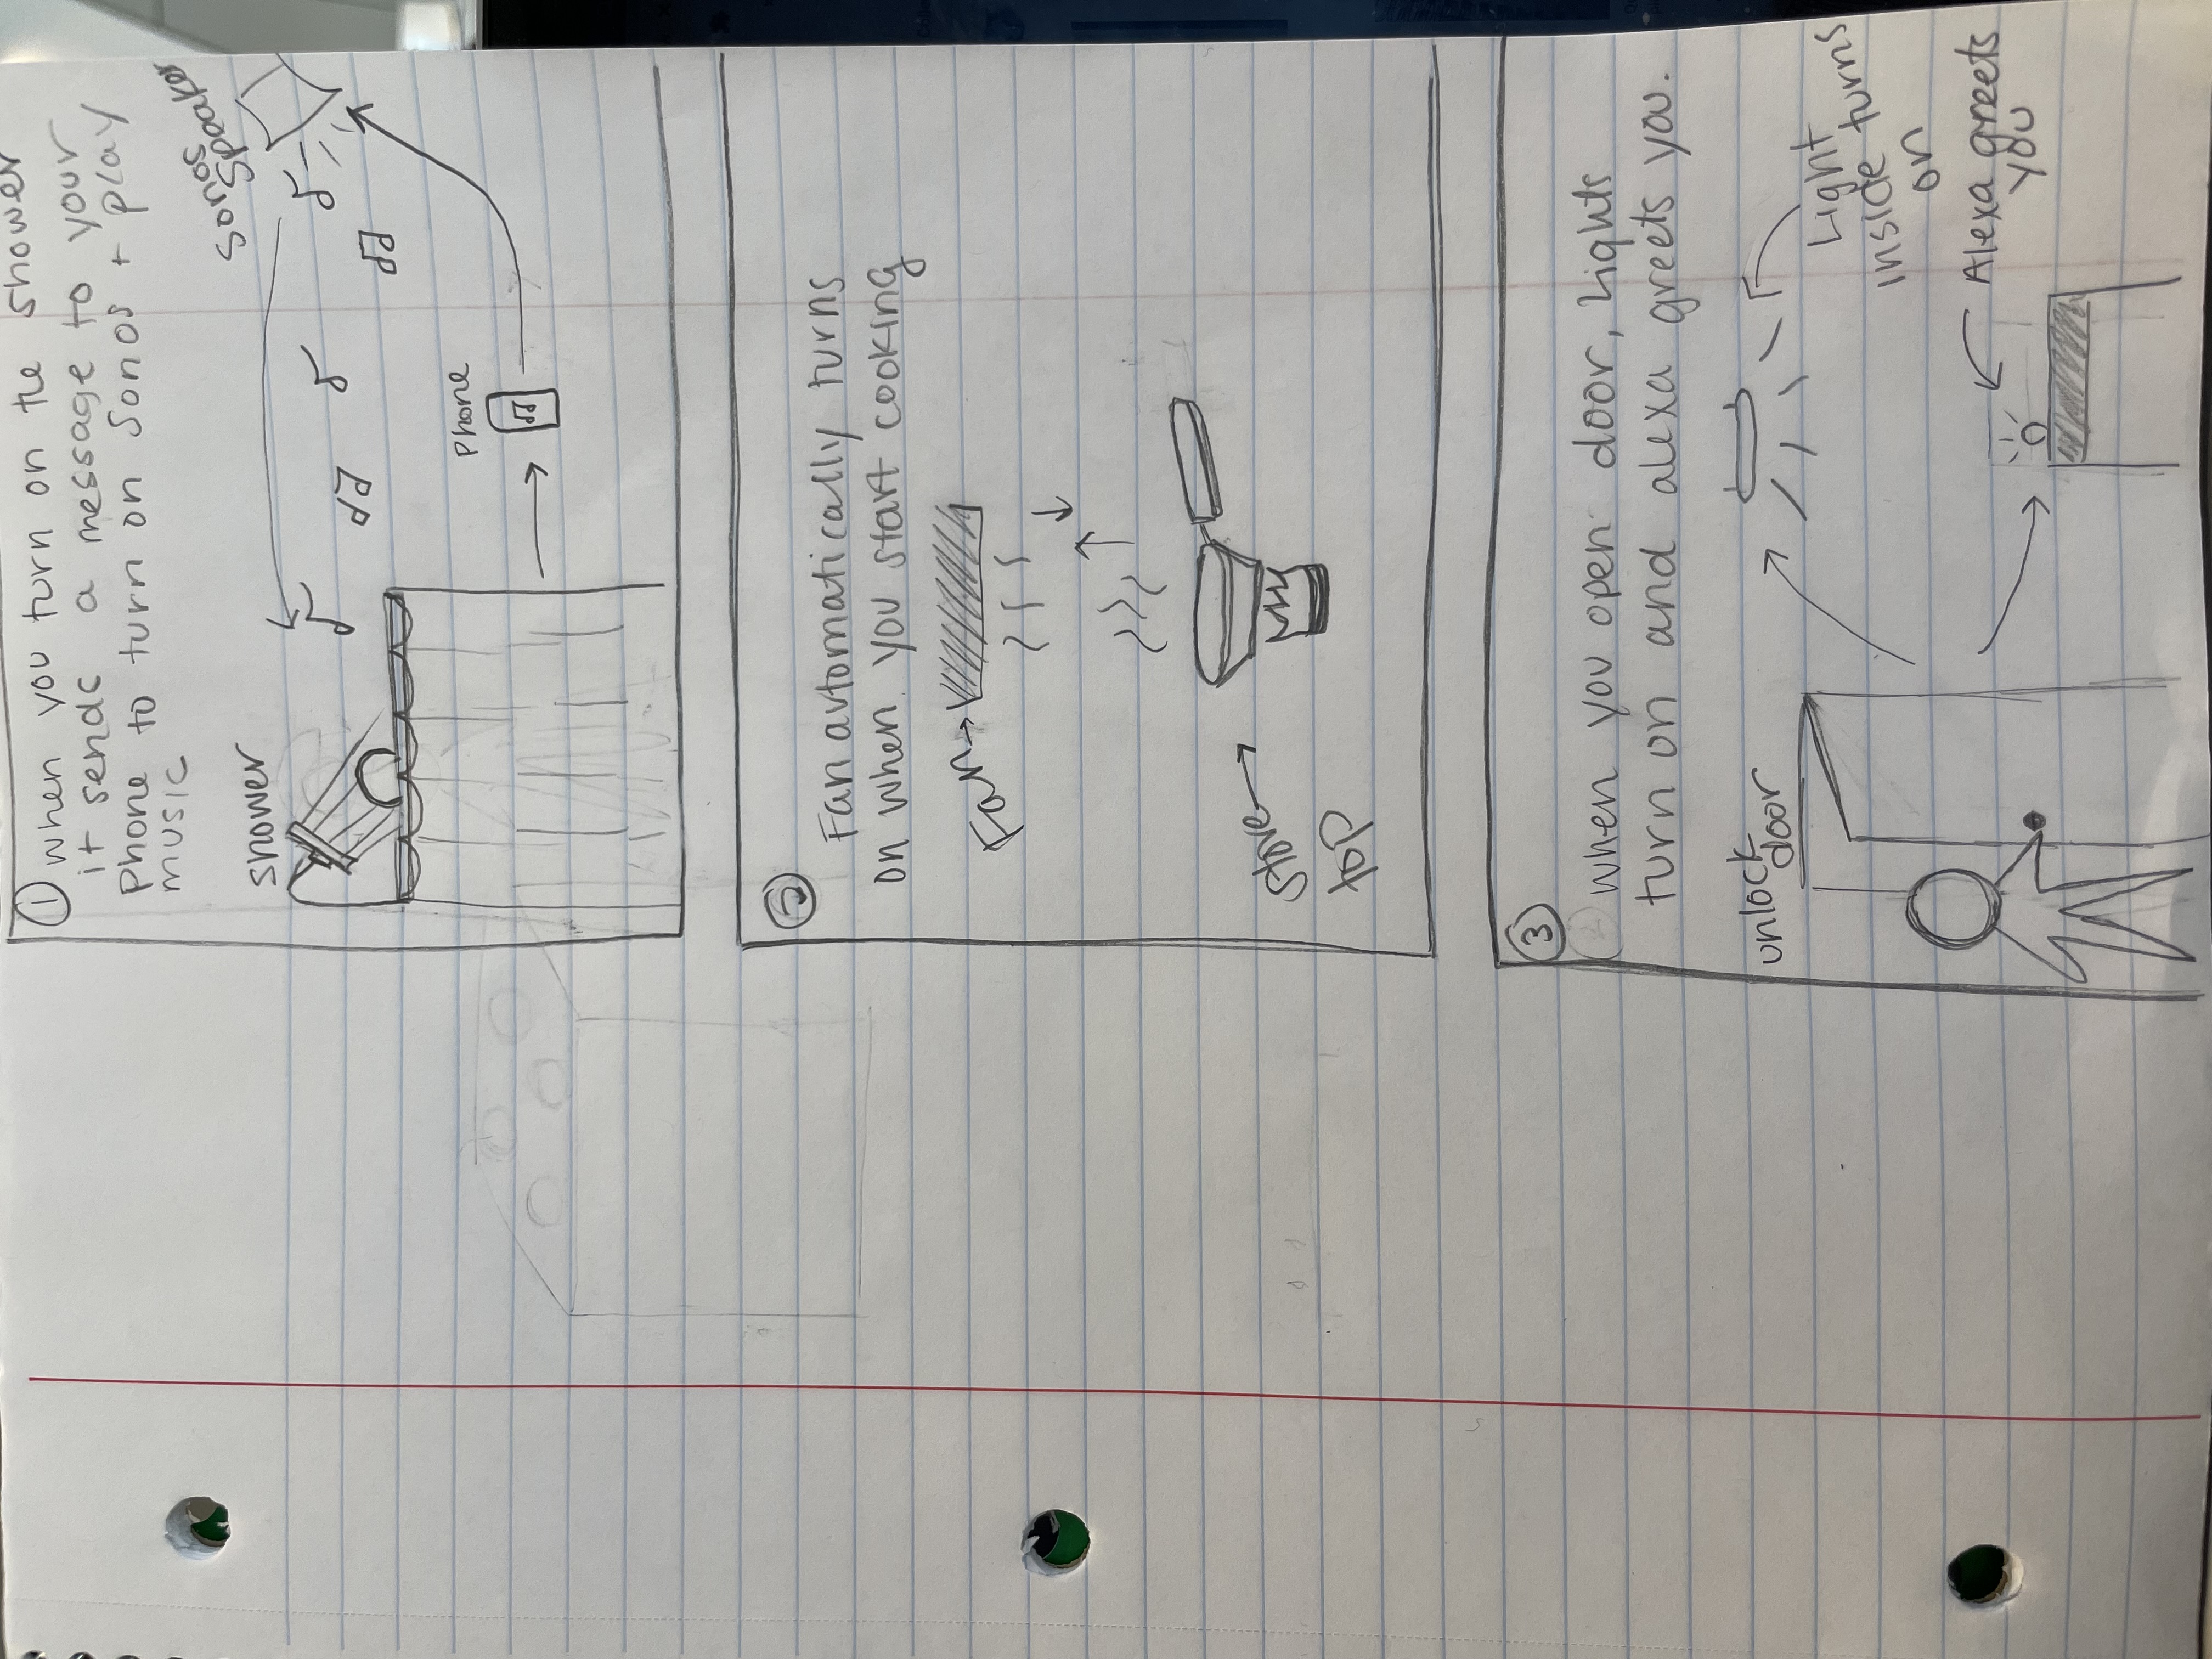 ① when you turn on the shower
it sends a message to your
Phone to turn on Sonos + play
music
Sonos
Speaker
shower
Phone
②
Fan automatically turns
on when you start cooking
Fan
stove
top
③
when you open door, Lights
turn on and alexa greets you.
unlock
door
Light
inside turns
on
Alexa greets
you